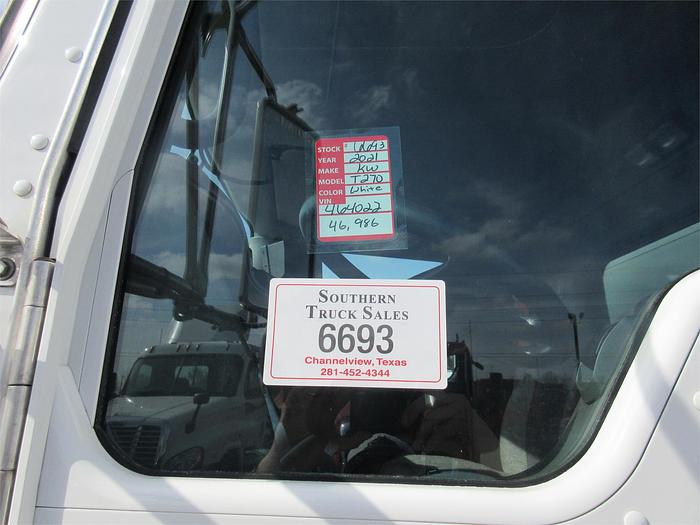 STOCK # 6693
YEAR 2021
MAKE KW
MODEL T270
COLOR White
VIN
464022
46,986
SOUTHERN
TRUCK SALES
6693
Channelview, Texas
281-452-4344